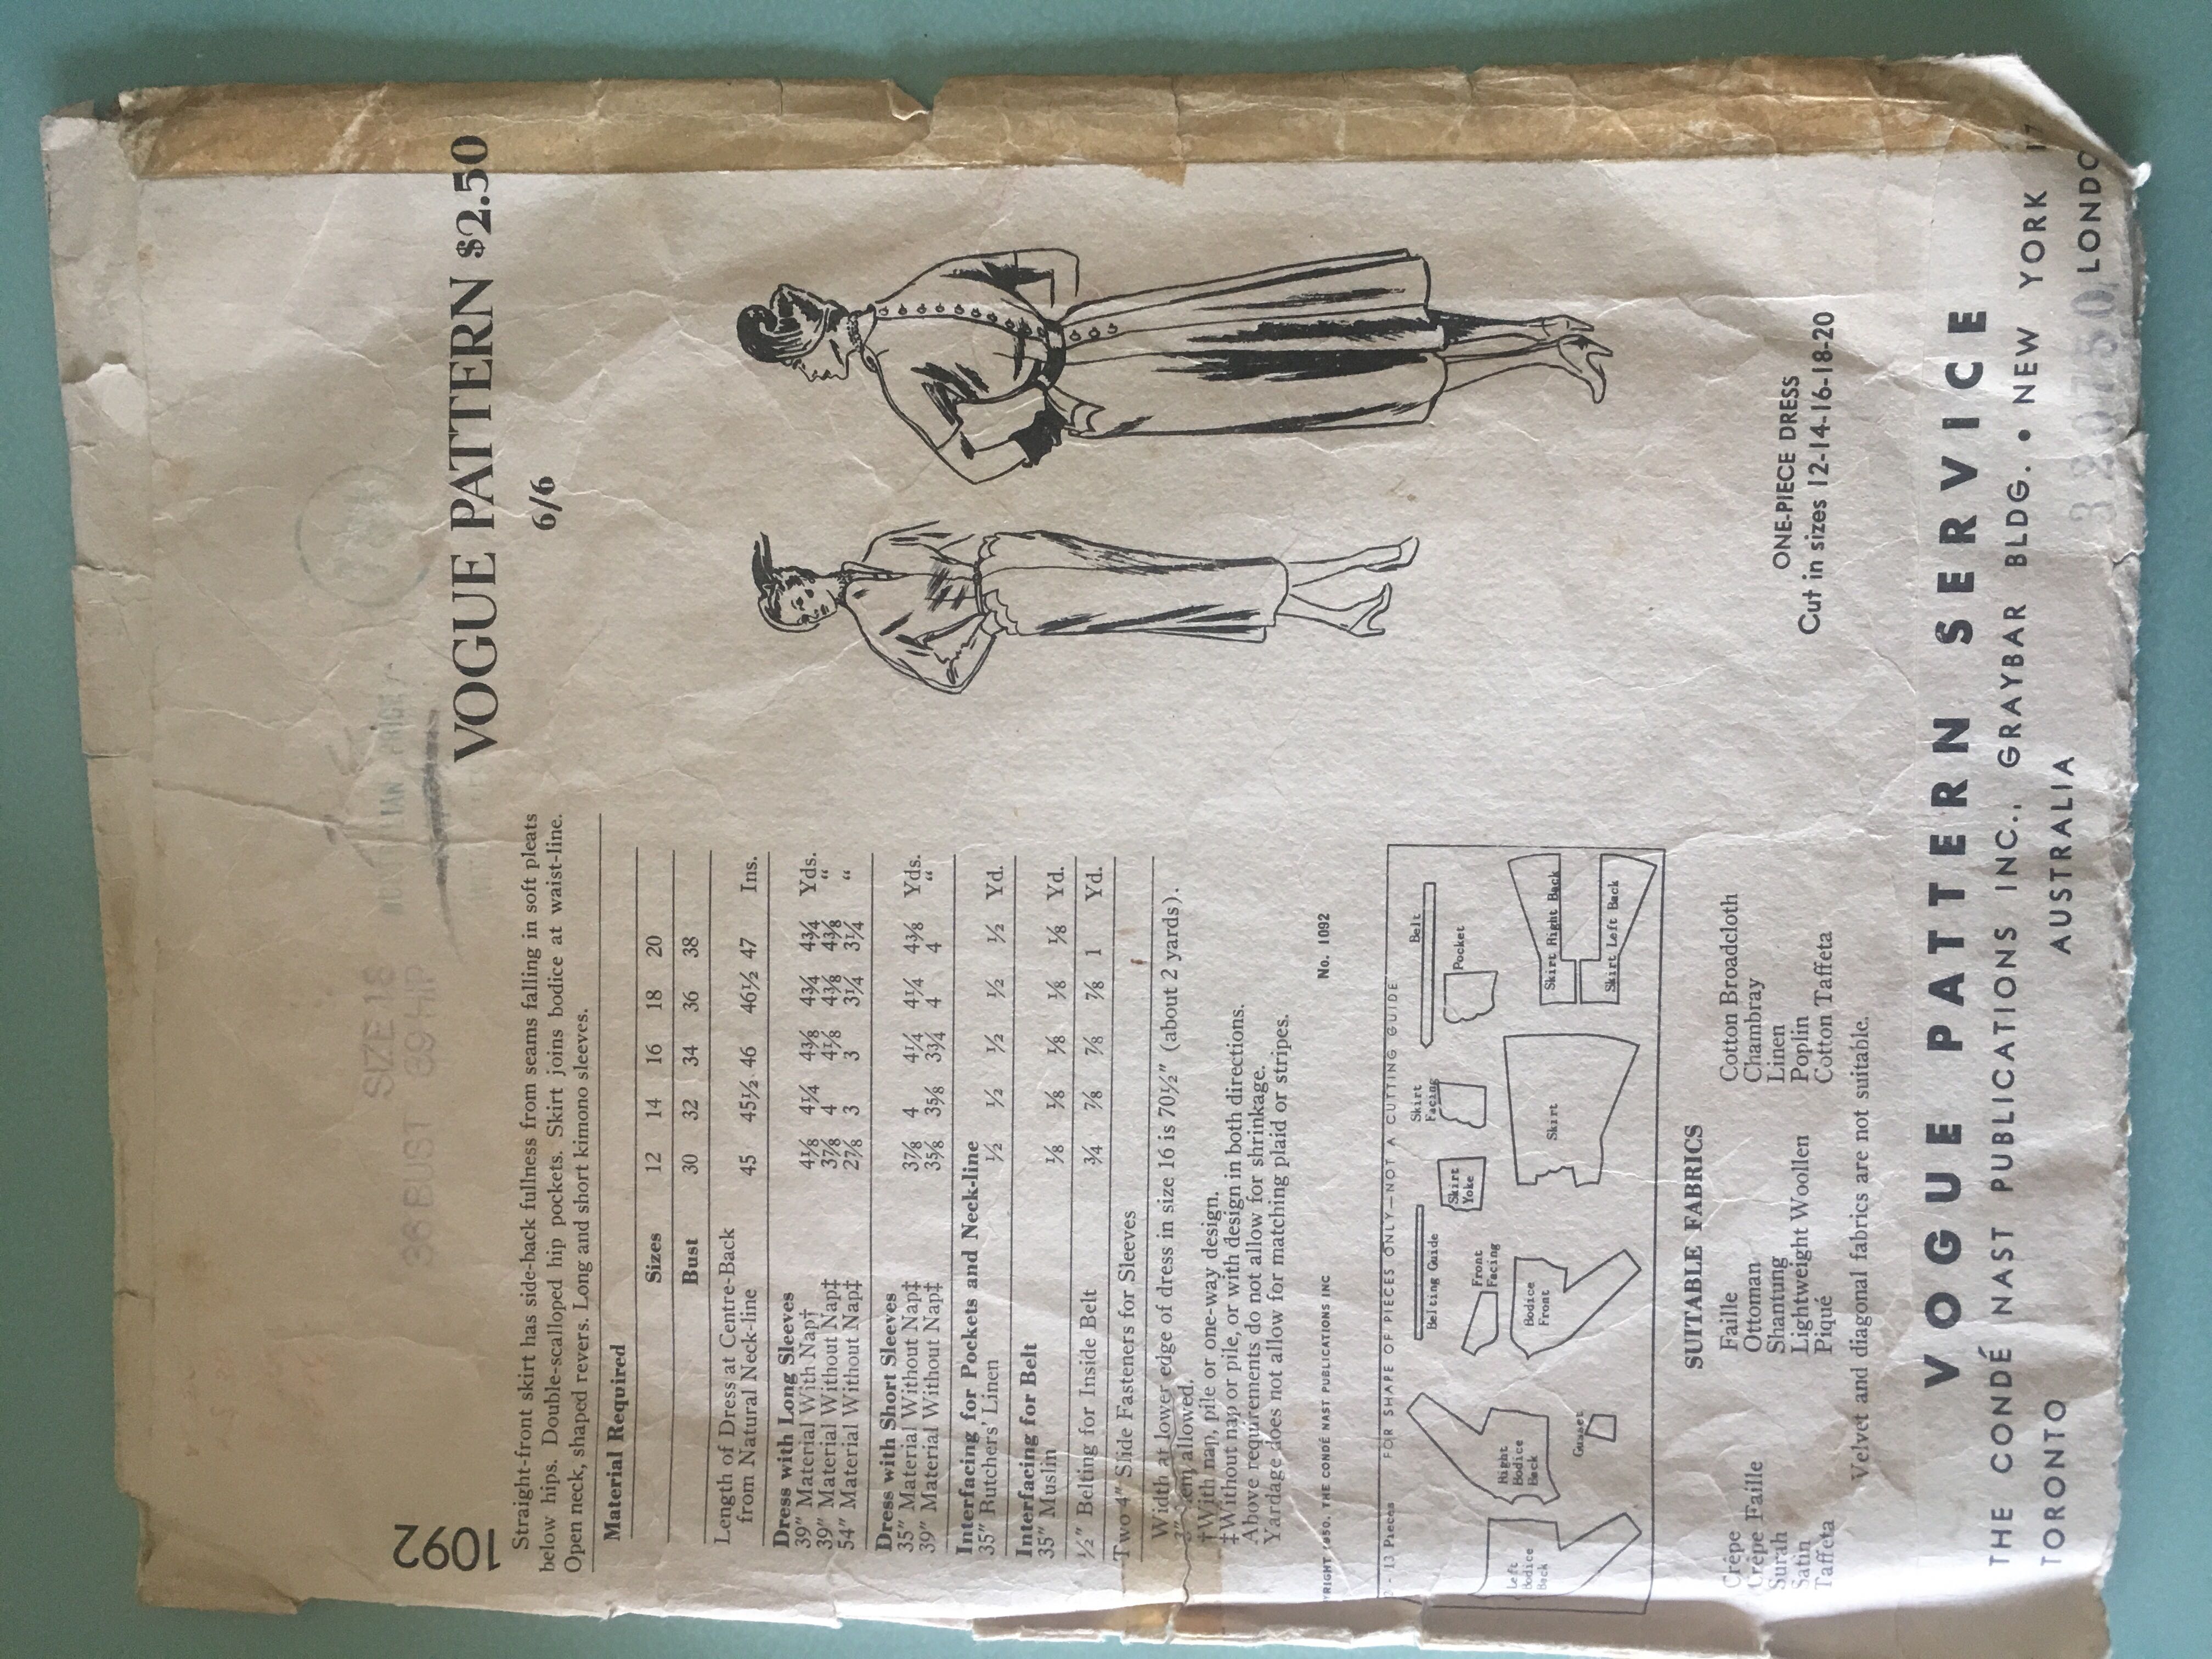 1092
SIZE 18
36 BUST 39 HIP
VOGUE PATTERN $2.50
6/6
Straight-front skirt has side-back fullness from seams falling in soft pleats
below hips. Double-scalloped hip pockets. Skirt joins bodice at waist-line.
Open neck, shaped revers. Long and short kimono sleeves.
Material Required
Sizes 12 14 16 18 20
Bust 30 32 34 36 38
Length of Dress at Centre-Back
from Natural Neck-line 45 45½ 46 46½ 47 Ins.
Dress with Long Sleeves
39" Material With Nap† 4⅛ 4¼ 4⅜ 4¾ 4¾ Yds.
39" Material Without Nap‡ 3⅞ 4 4⅛ 4⅜ 4⅜ "
54" Material Without Nap‡ 2⅞ 3 3 3¼ 3¼ "
Dress with Short Sleeves
35" Material Without Nap‡ 3⅞ 4 4¼ 4¼ 4⅜ Yds.
39" Material Without Nap‡ 3⅝ 3⅝ 3¾ 4 4 "
Interfacing for Pockets and Neck-line
35" Butchers' Linen ½ ½ ½ ½ ½ Yd.
Interfacing for Belt
35" Muslin ⅛ ⅛ ⅛ ⅛ ⅛ Yd.
½" Belting for Inside Belt ¾ ⅞ ⅞ ⅞ 1 Yd.
Two 4" Slide Fasteners for Sleeves
Width at lower edge of dress in size 16 is 70½" (about 2 yards).
allowed.
†With nap, pile or one-way design.
‡Without nap or pile, or with design in both directions.
Above requirements do not allow for shrinkage.
Yardage does not allow for matching plaid or stripes.
YRIGHT 1950, THE CONDÉ NAST PUBLICATIONS INC No. 1092
- 13 Pieces FOR SHAPE OF PIECES ONLY—NOT A CUTTING GUIDE
Left Bodice Back
Right Bodice Back
Gusset
Belting Guide
Front Facing
Bodice Front
Skirt Yoke
Skirt Facing
Skirt
Belt
Pocket
Skirt Right Back
Skirt Left Back
SUITABLE FABRICS
Crêpe Faille Cotton Broadcloth
Crêpe Faille Ottoman Chambray
Surah Shantung Linen
Satin Lightweight Woollen Poplin
Taffeta Piqué Cotton Taffeta
Velvet and diagonal fabrics are not suitable.
ONE-PIECE DRESS
Cut in sizes 12-14-16-18-20
VOGUE PATTERN SERVICE
THE CONDÉ NAST PUBLICATIONS INC., GRAYBAR BLDG. • NEW YORK 17
TORONTO AUSTRALIA LONDO